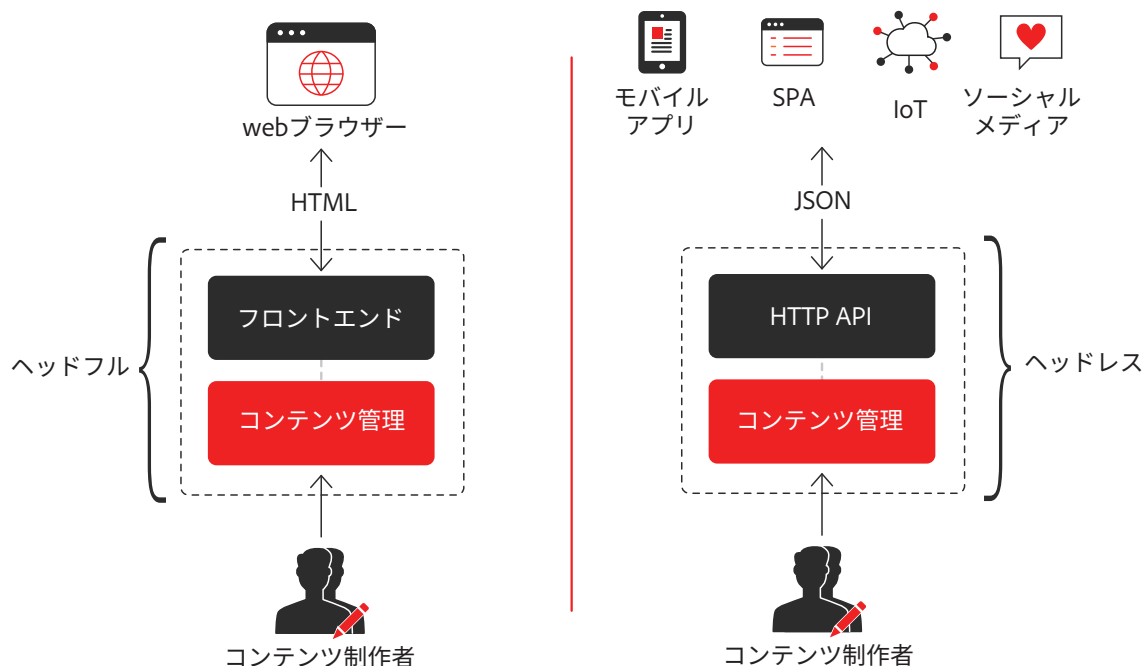 webブラウザー
HTML
フロントエンド
ヘッドフル
コンテンツ管理
コンテンツ制作者
モバイル
アプリ
SPA
IoT
ソーシャル
メディア
JSON
HTTP API
ヘッドレス
コンテンツ管理
コンテンツ制作者